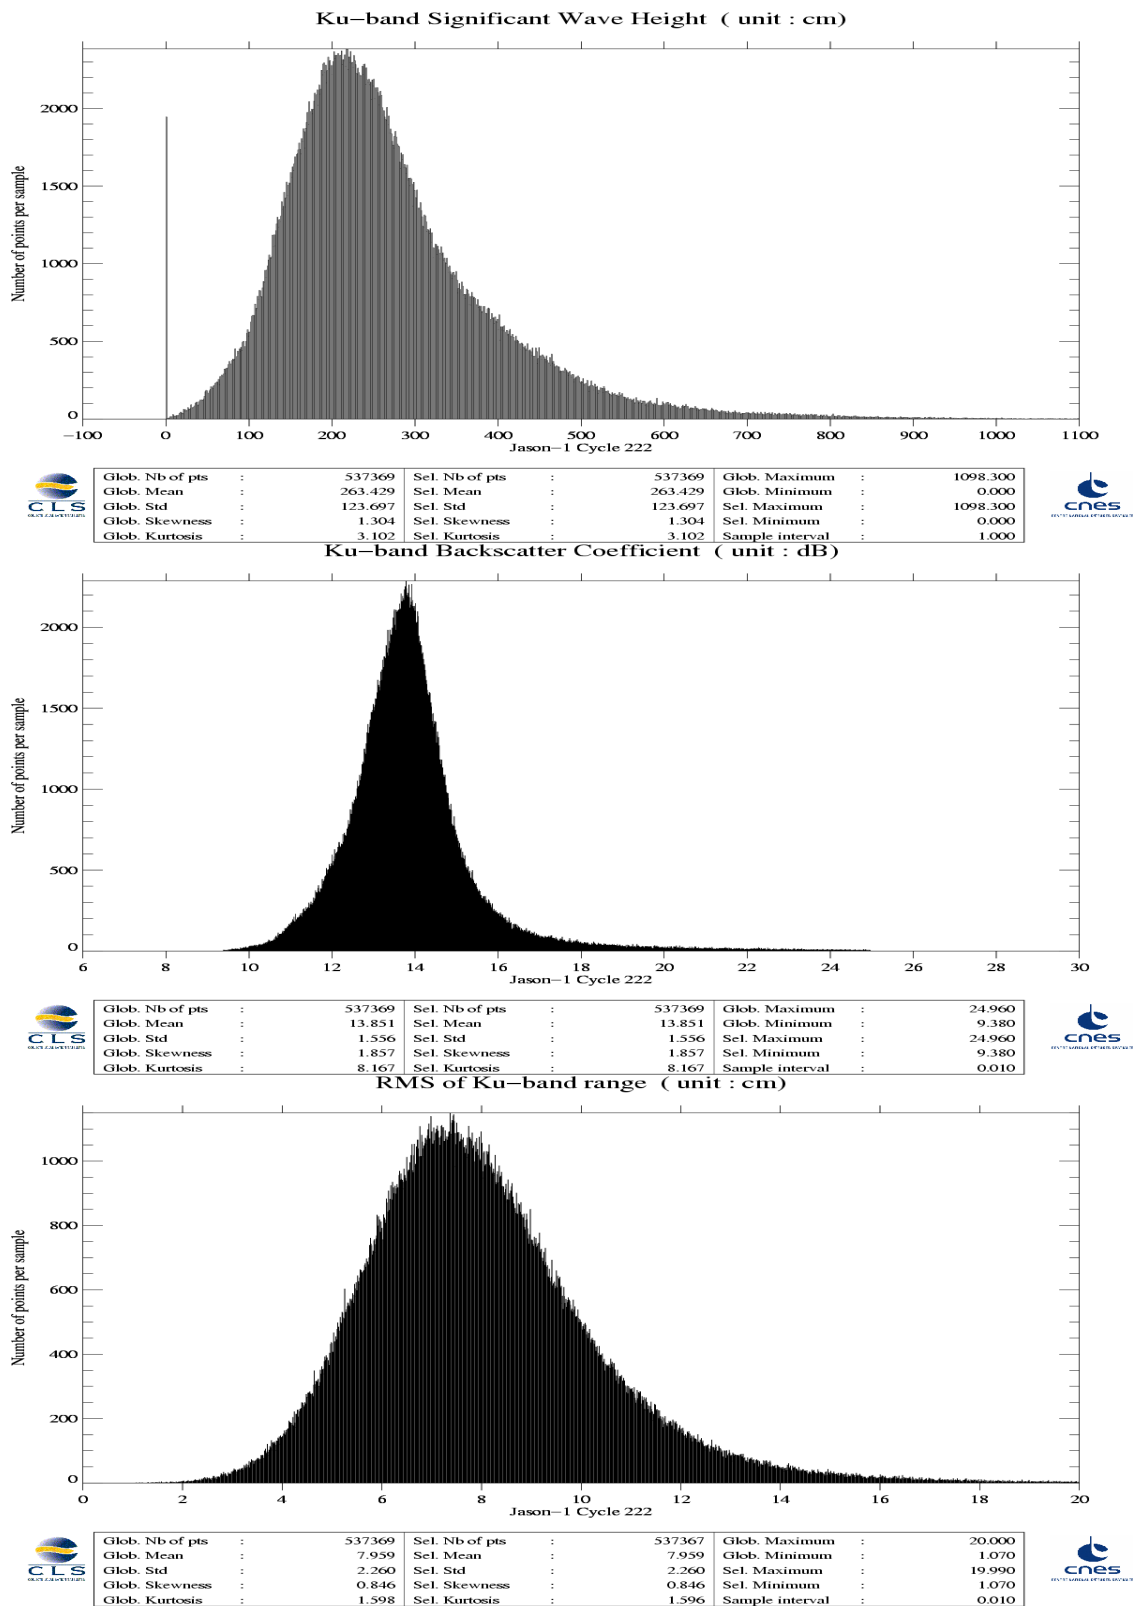 Ku−band Significant Wave Height ( unit : cm)
Number of points per sample
2000
1500
1000
500
0
−100 0 100 200 300 400 500 600 700 800 900 1000 1100
Jason−1 Cycle 222
CLS
Glob. Nb of pts : 537369 Sel. Nb of pts : 537369 Glob. Maximum : 1098.300
Glob. Mean : 263.429 Sel. Mean : 263.429 Glob. Minimum : 0.000
Glob. Std : 123.697 Sel. Std : 123.697 Sel. Maximum : 1098.300
Glob. Skewness : 1.304 Sel. Skewness : 1.304 Sel. Minimum : 0.000
Glob. Kurtosis : 3.102 Sel. Kurtosis : 3.102 Sample interval : 1.000
cnes
Ku−band Backscatter Coefficient ( unit : dB)
Number of points per sample
2000
1500
1000
500
0
6 8 10 12 14 16 18 20 22 24 26 28 30
Jason−1 Cycle 222
CLS
Glob. Nb of pts : 537369 Sel. Nb of pts : 537369 Glob. Maximum : 24.960
Glob. Mean : 13.851 Sel. Mean : 13.851 Glob. Minimum : 9.380
Glob. Std : 1.556 Sel. Std : 1.556 Sel. Maximum : 24.960
Glob. Skewness : 1.857 Sel. Skewness : 1.857 Sel. Minimum : 9.380
Glob. Kurtosis : 8.167 Sel. Kurtosis : 8.167 Sample interval : 0.010
cnes
RMS of Ku−band range ( unit : cm)
Number of points per sample
1000
800
600
400
200
0
0 2 4 6 8 10 12 14 16 18 20
Jason−1 Cycle 222
CLS
Glob. Nb of pts : 537369 Sel. Nb of pts : 537367 Glob. Maximum : 20.000
Glob. Mean : 7.959 Sel. Mean : 7.959 Glob. Minimum : 1.070
Glob. Std : 2.260 Sel. Std : 2.260 Sel. Maximum : 19.990
Glob. Skewness : 0.846 Sel. Skewness : 0.846 Sel. Minimum : 1.070
Glob. Kurtosis : 1.598 Sel. Kurtosis : 1.596 Sample interval : 0.010
cnes